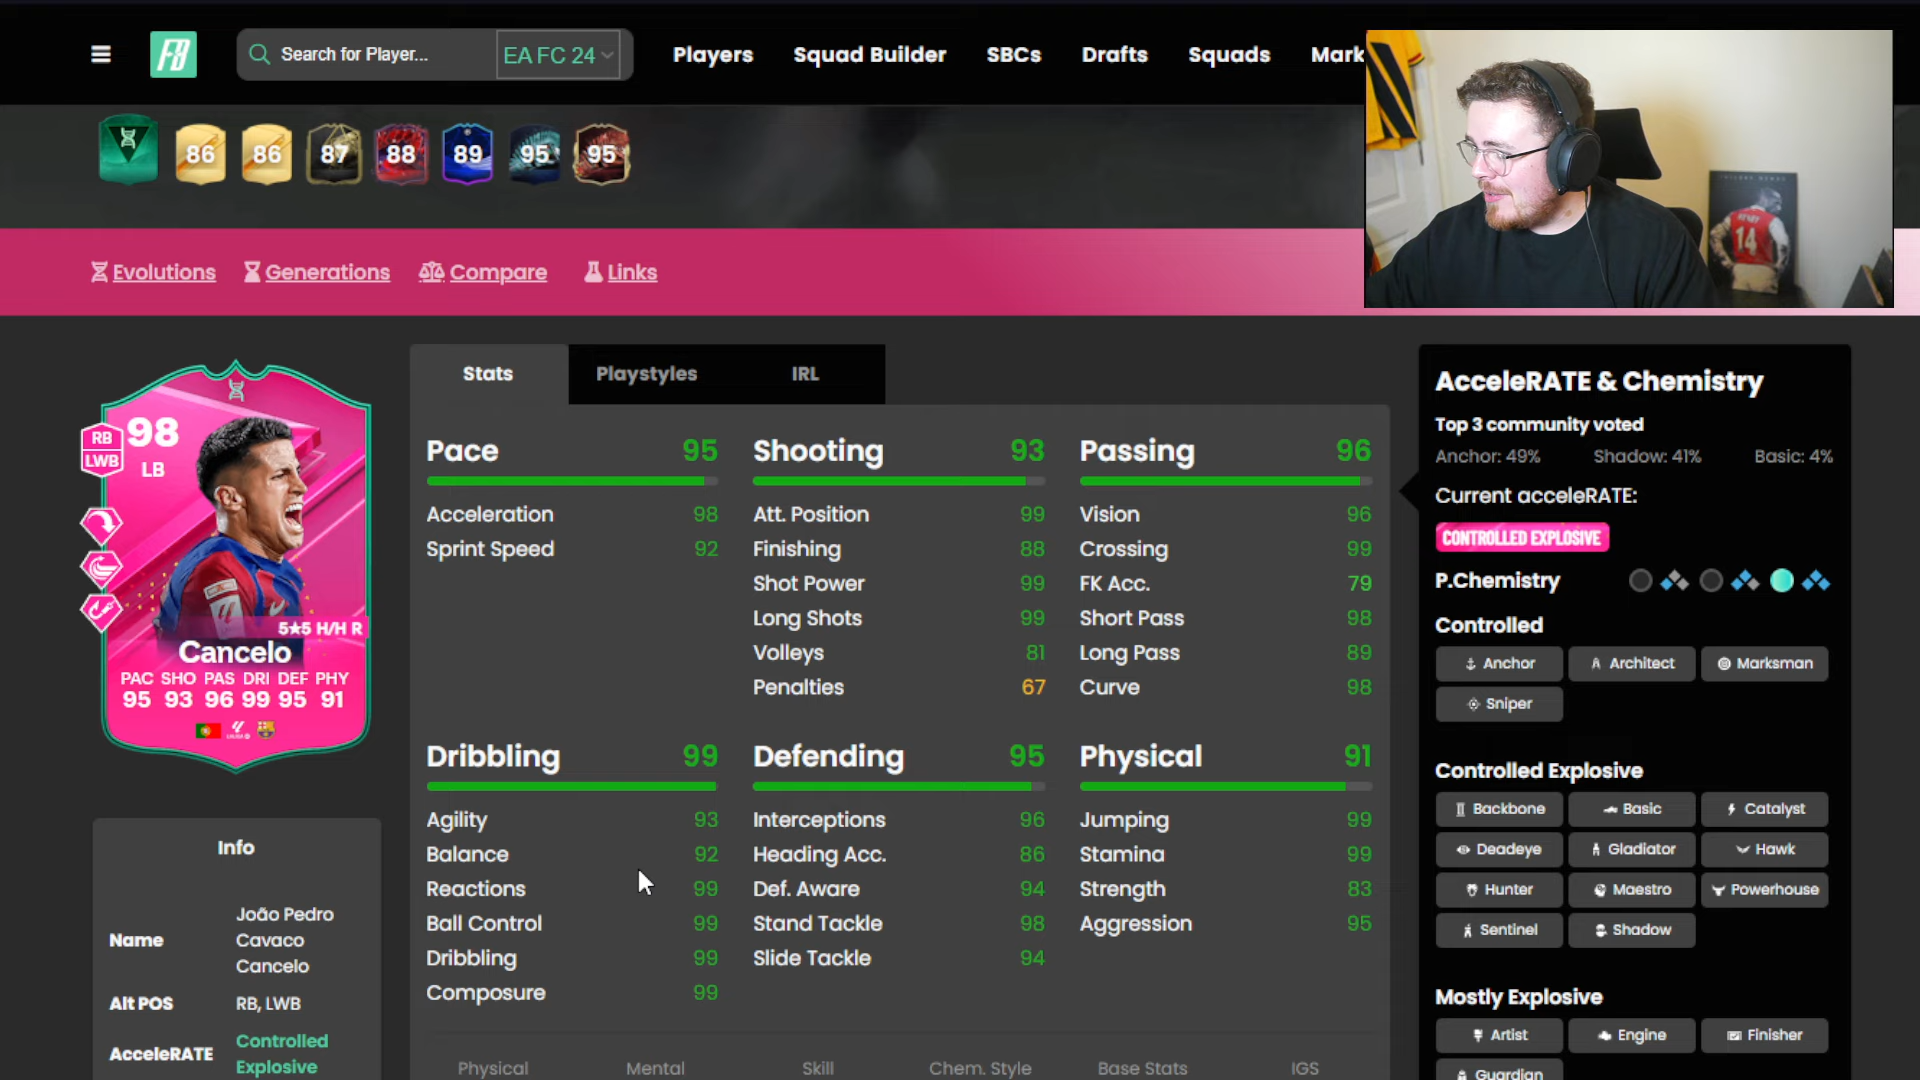 FB
Search for Player...
EA FC 24
Players
Squad Builder
SBCs
Drafts
Squads
Mark
86
86
87
88
89
95
95
HENRY
14
Evolutions
Generations
Compare
Links
RB
LWB
98
LB
5★5 H/H R
Cancelo
PAC SHO PAS DRI DEF PHY
95 93 96 99 95 91
Info
Name
João Pedro
Cavaco
Cancelo
Alt POS
RB, LWB
AcceleRATE
Controlled
Explosive
Stats
Playstyles
IRL
Pace 95
Acceleration 98
Sprint Speed 92
Shooting 93
Att. Position 99
Finishing 88
Shot Power 99
Long Shots 99
Volleys 81
Penalties 67
Passing 96
Vision 96
Crossing 99
FK Acc. 79
Short Pass 98
Long Pass 89
Curve 98
Dribbling 99
Agility 93
Balance 92
Reactions 99
Ball Control 99
Dribbling 99
Composure 99
Defending 95
Interceptions 96
Heading Acc. 86
Def. Aware 94
Stand Tackle 98
Slide Tackle 94
Physical 91
Jumping 99
Stamina 99
Strength 83
Aggression 95
Physical
Mental
Skill
Chem. Style
Base Stats
IGS
AcceleRATE & Chemistry
Top 3 community voted
Anchor: 49%
Shadow: 41%
Basic: 4%
Current acceleRATE:
CONTROLLED EXPLOSIVE
P.Chemistry
Controlled
Anchor
Architect
Marksman
Sniper
Controlled Explosive
Backbone
Basic
Catalyst
Deadeye
Gladiator
Hawk
Hunter
Maestro
Powerhouse
Sentinel
Shadow
Mostly Explosive
Artist
Engine
Finisher
Guardian